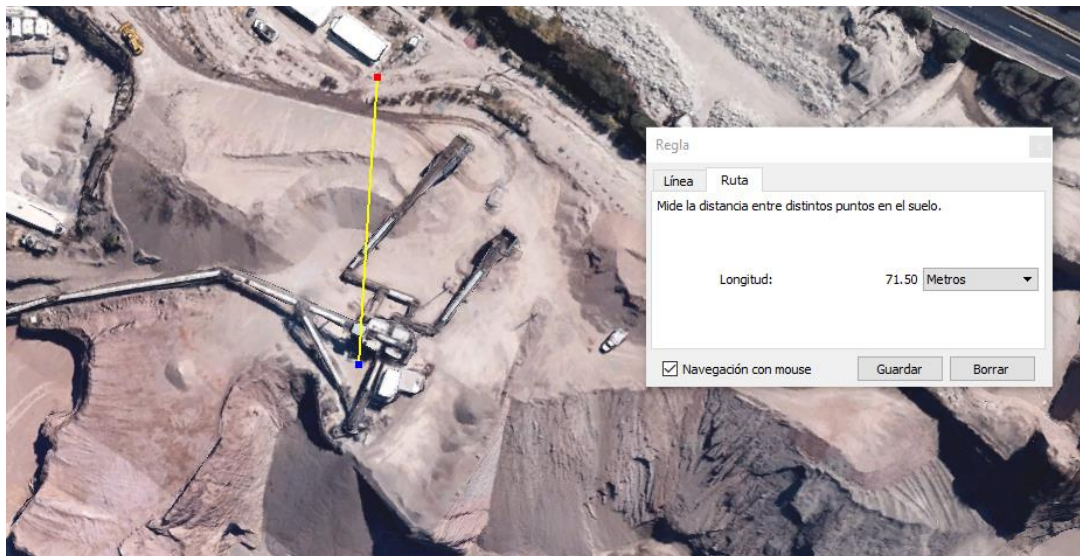 Regla
Línea
Ruta
Mide la distancia entre distintos puntos en el suelo.
Longitud:
71.50
Metros
Navegación con mouse
Guardar
Borrar